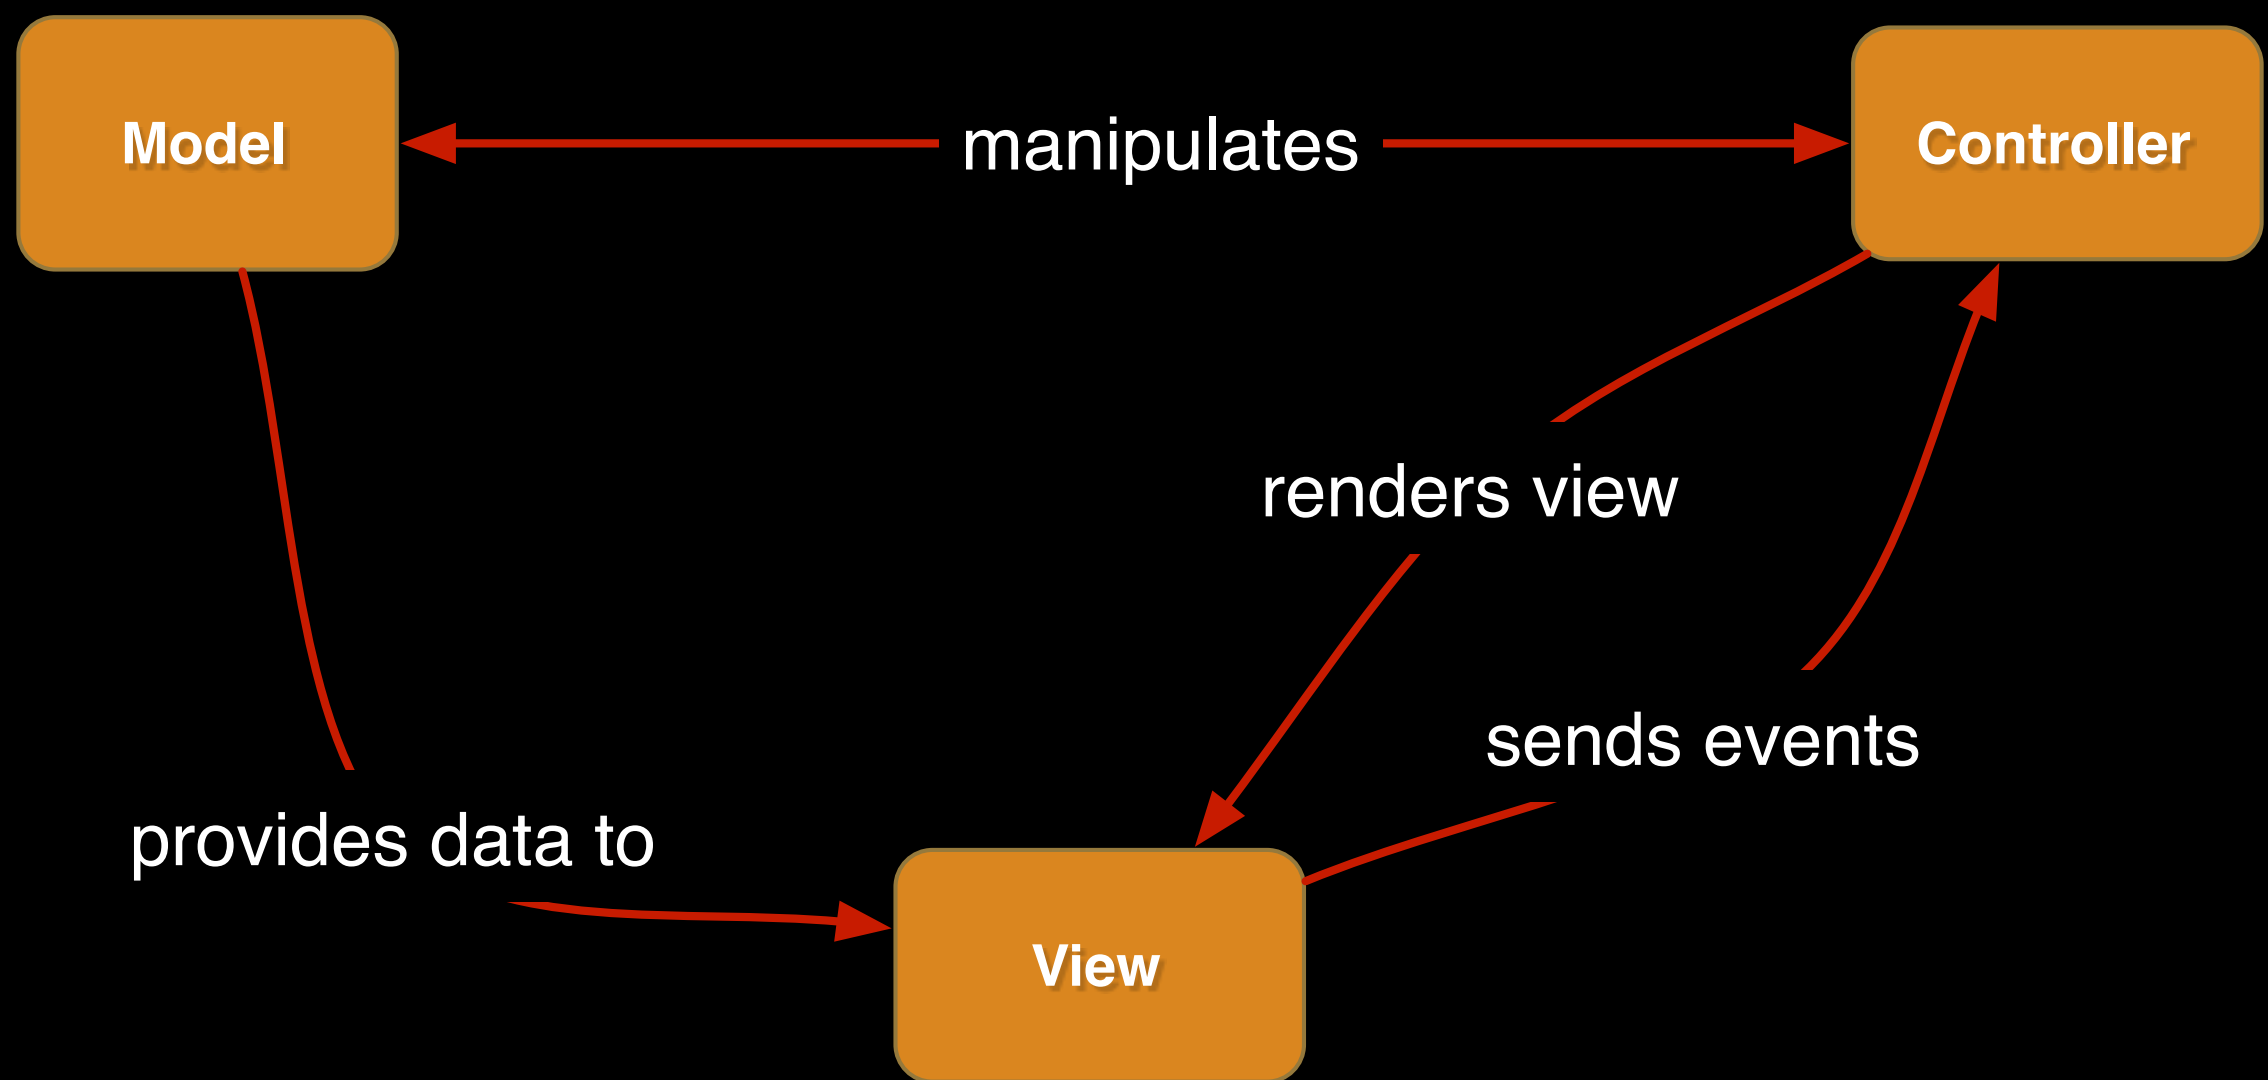 Model
manipulates
Controller
renders view
sends events
provides data to
View